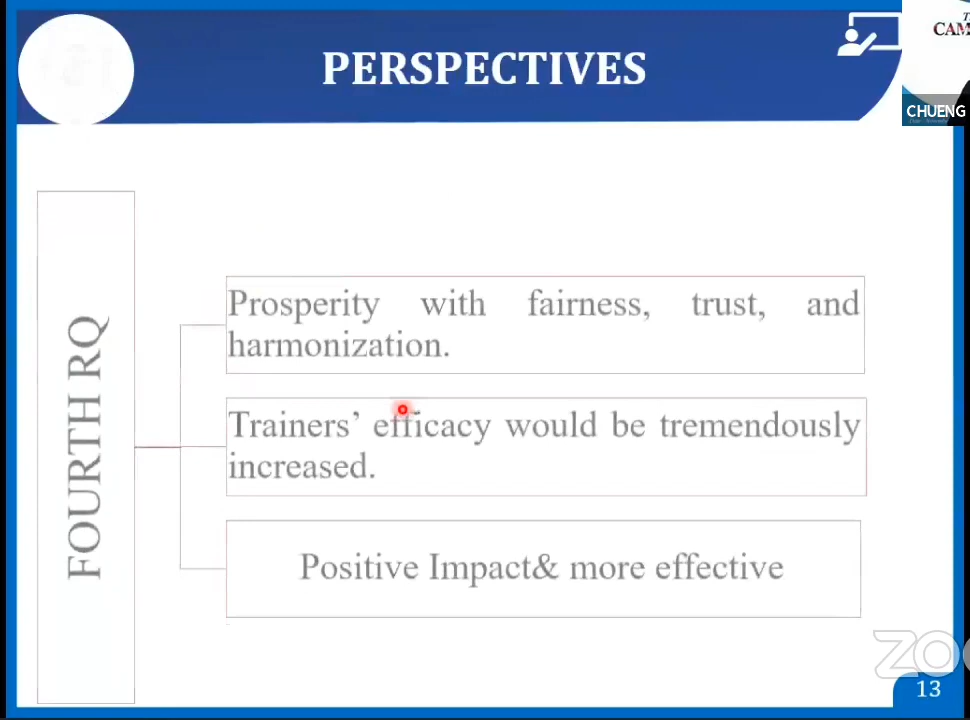 PERSPECTIVES
CHUENG
FOURTH RQ
Prosperity with fairness, trust, and
harmonization.
Trainers’ efficacy would be tremendously
increased.
Positive Impact& more effective
13